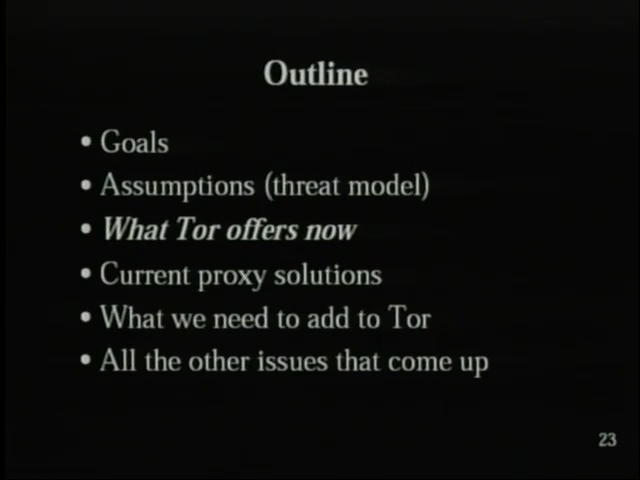 Outline
• Goals
• Assumptions (threat model)
• What Tor offers now
• Current proxy solutions
• What we need to add to Tor
• All the other issues that come up
23